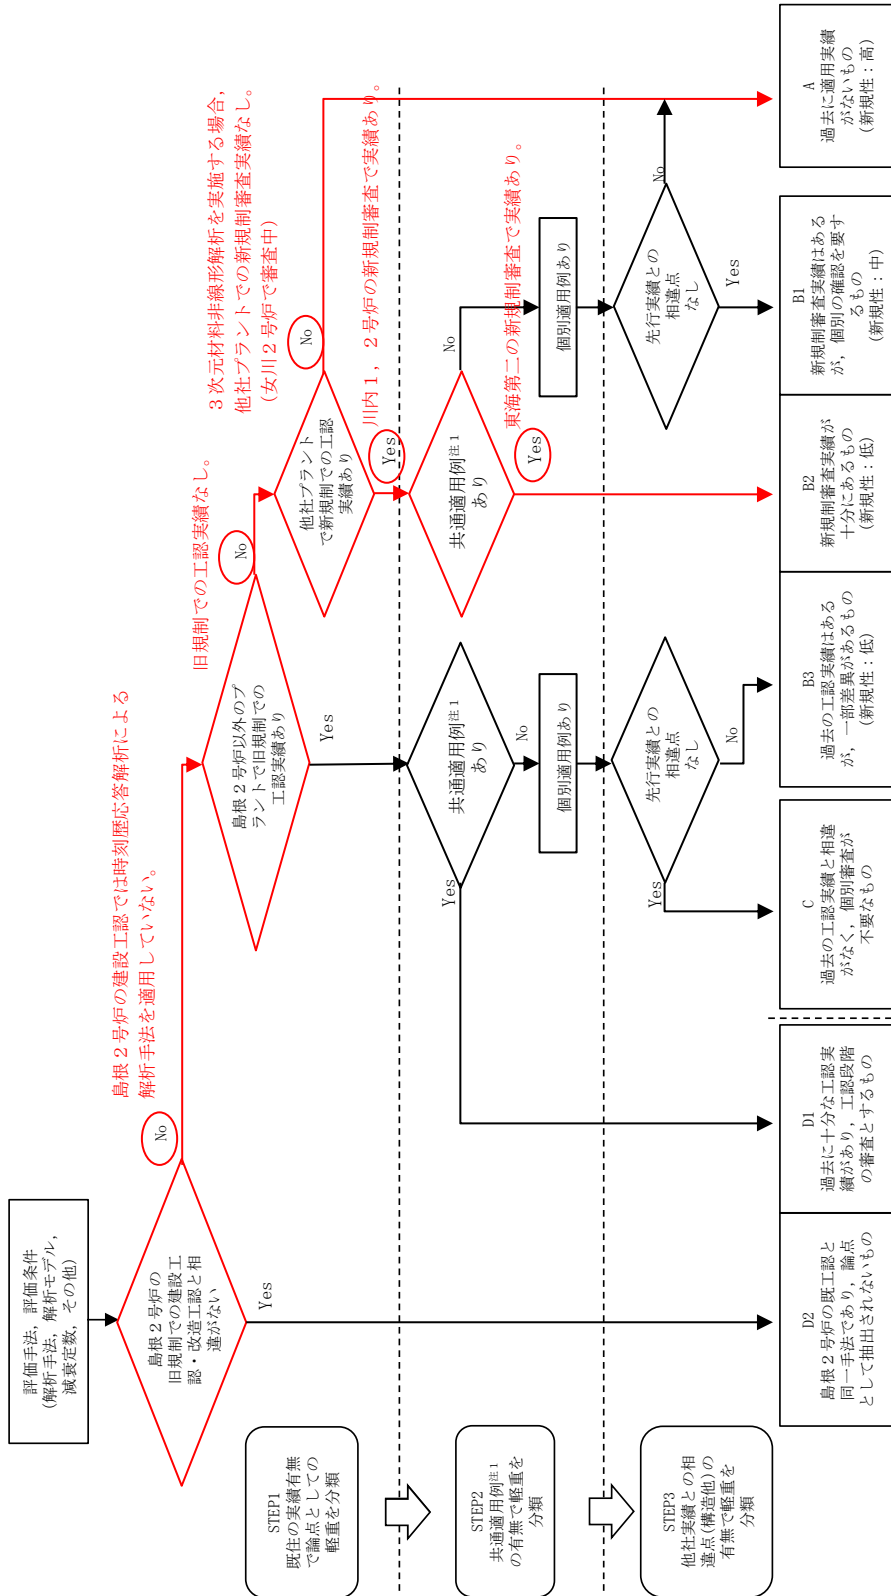 評価手法，評価条件
(解析手法，解析モデル，
減衰定数，その他)
STEP1
既往の実績有無
で論点としての
軽重を分類
島根２号炉の
旧規制での建設工
認・改造工認と相
違がない
No
Yes
島根２号炉の建設工認では時刻歴応答解析による
解析手法を適用していない。
島根２号炉以外のプ
ラントで旧規制での
工認実績あり
No
Yes
旧規制での工認実績なし。
他社プラント
で新規制での工認
実績あり
No
Yes
３次元材料非線形解析を実施する場合，
他社プラントでの新規制審査実績なし。
(女川２号炉で審査中)
川内１，２号炉の新規制審査で実績あり。
STEP2
共通適用例注1
の有無で軽重を
分類
共通適用例注1
あり
Yes
No
個別適用例あり
共通適用例注1
あり
Yes
No
東海第二の新規制審査で実績あり。
個別適用例あり
STEP3
他社実績との相
違点(構造他)の
有無で軽重を
分類
先行実績との
相違点
なし
Yes
No
先行実績との
相違点
なし
Yes
No
D2
島根２号炉の既工認と
同一手法であり，論点
として抽出されないもの
D1
過去に十分な工認実
績があり，工認段階
の審査とするもの
C
過去の工認実績と相違
がなく，個別審査が
不要なもの
B3
過去の工認実績はある
が，一部差異があるもの
(新規性：低)
B2
新規制審査実績が
十分にあるもの
(新規性：低)
B1
新規制審査実績はある
が，個別の確認を要す
るもの
(新規性：中)
A
過去に適用実績
がないもの
(新規性：高)